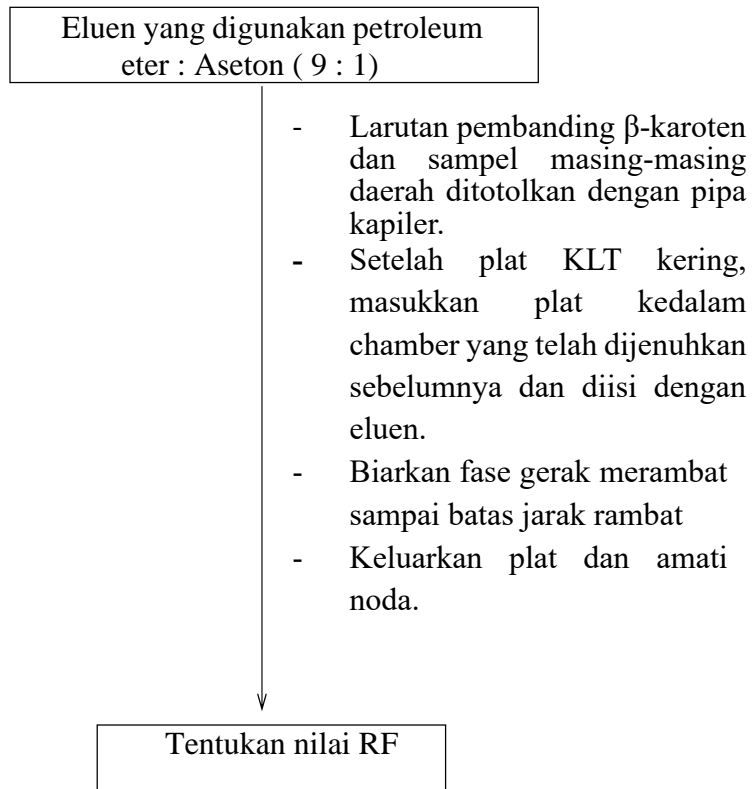 Eluen yang digunakan petroleum
eter : Aseton ( 9 : 1)
- Larutan pembanding β-karoten
dan sampel masing-masing
daerah ditotolkan dengan pipa
kapiler.
- Setelah plat KLT kering,
masukkan plat kedalam
chamber yang telah dijenuhkan
sebelumnya dan diisi dengan
eluen.
- Biarkan fase gerak merambat
sampai batas jarak rambat
- Keluarkan plat dan amati
noda.
Tentukan nilai RF